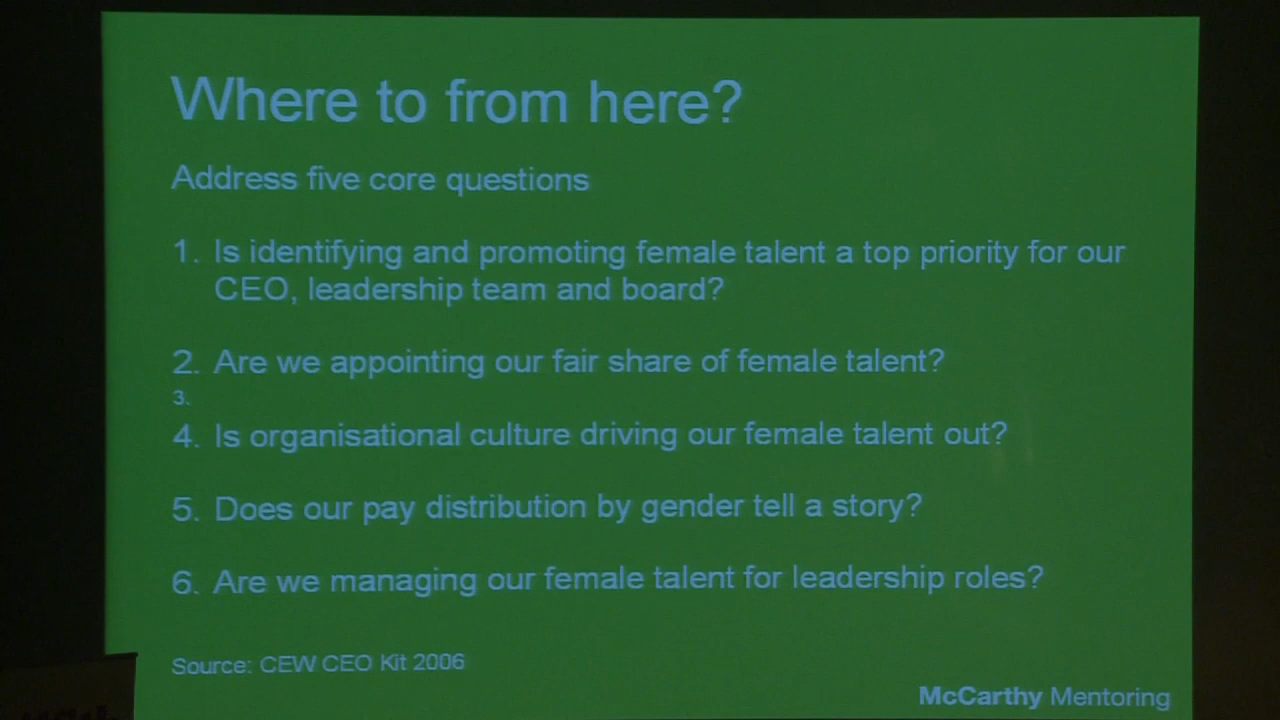 Where to from here?
Address five core questions
1. Is identifying and promoting female talent a top priority for our
CEO, leadership team and board?
2. Are we appointing our fair share of female talent?
3.
4. Is organisational culture driving our female talent out?
5. Does our pay distribution by gender tell a story?
6. Are we managing our female talent for leadership roles?
Source: CEW CEO Kit 2006
McCarthy Mentoring